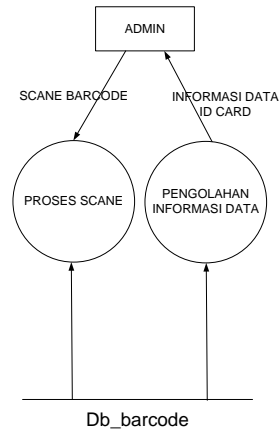 ADMIN
SCANE BARCODE
INFORMASI DATA
ID CARD
PROSES SCANE
PENGOLAHAN
INFORMASI DATA
Db_barcode